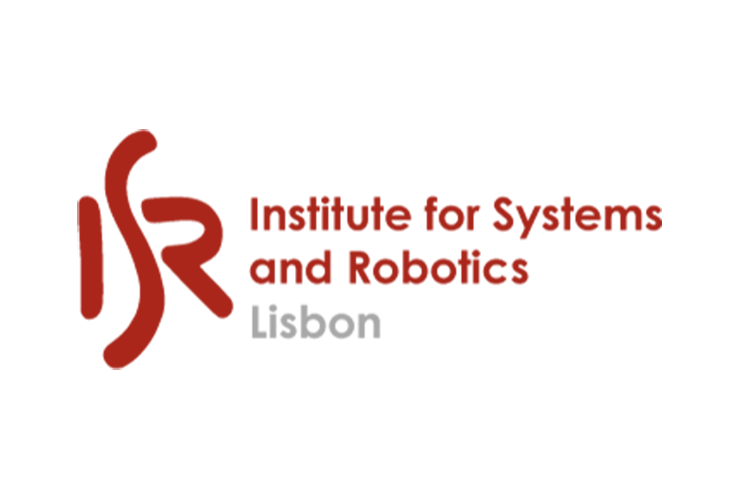 ISR
Institute for Systems
and Robotics
Lisbon